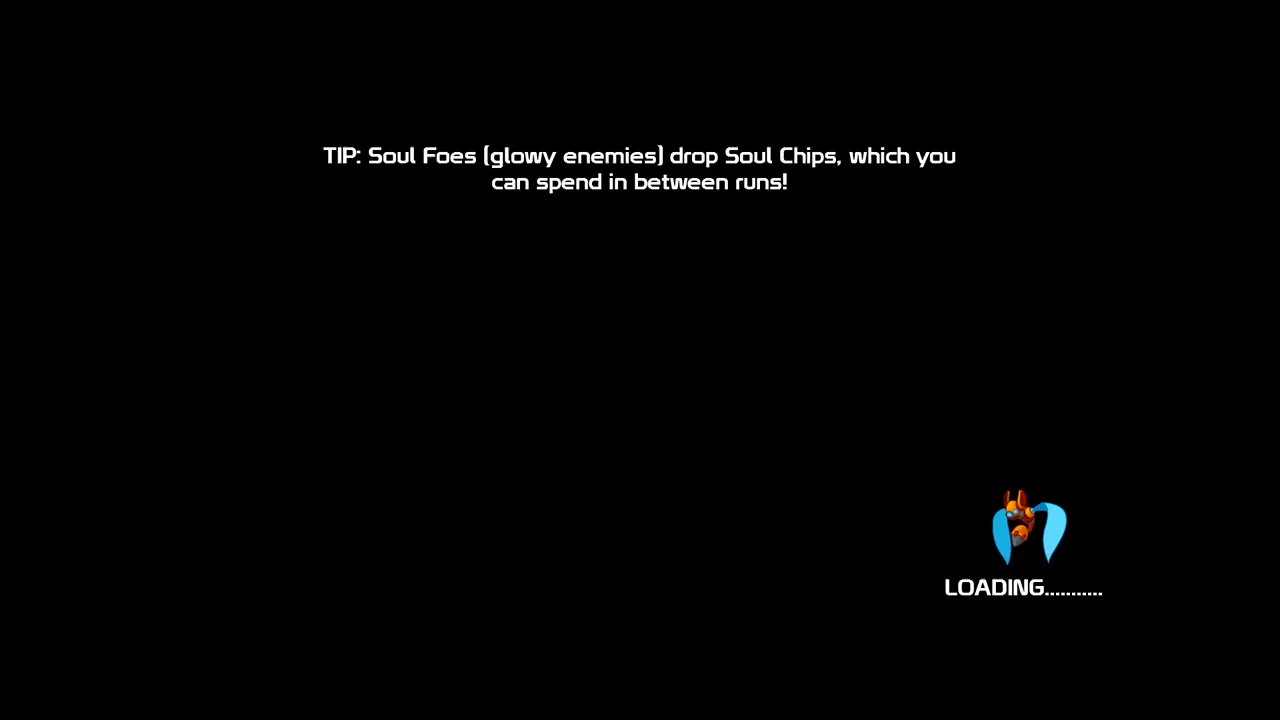 TIP: Soul Foes (glowy enemies) drop Soul Chips, which you
can spend in between runs!
LOADING...........